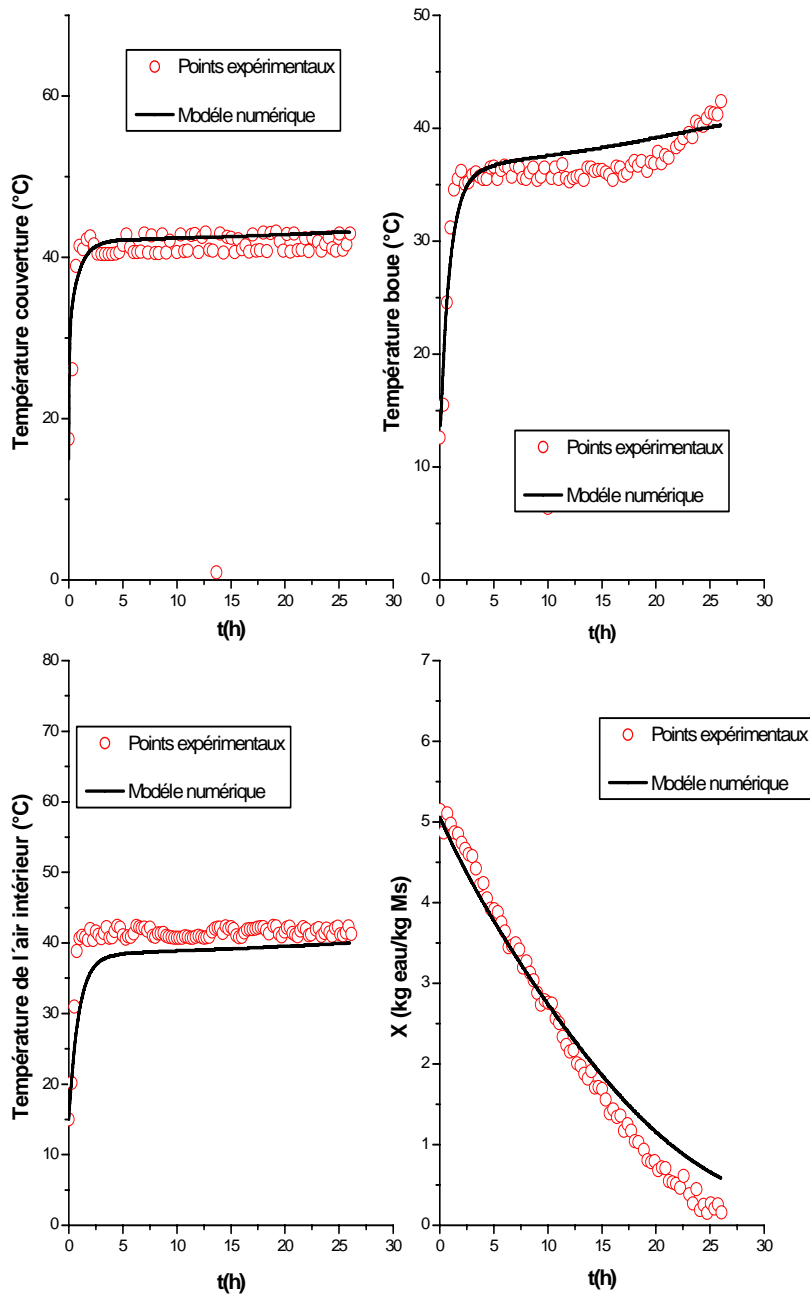 Température couverture (°C)
60
40
20
0
Points expérimentaux
Modéle numérique
0 5 10 15 20 25 30
t(h)
Température boue (°C)
50
40
30
20
10
0
Points expérimentaux
Modéle numérique
0 5 10 15 20 25 30
t(h)
Température de l´air intérieur (°C)
80
70
60
50
40
30
20
10
0
Points expérimentaux
Modéle numérique
0 5 10 15 20 25 30
t(h)
X (kg eau/kg Ms)
7
6
5
4
3
2
1
0
Points expérimentaux
Modéle numérique
0 5 10 15 20 25 30
t(h)